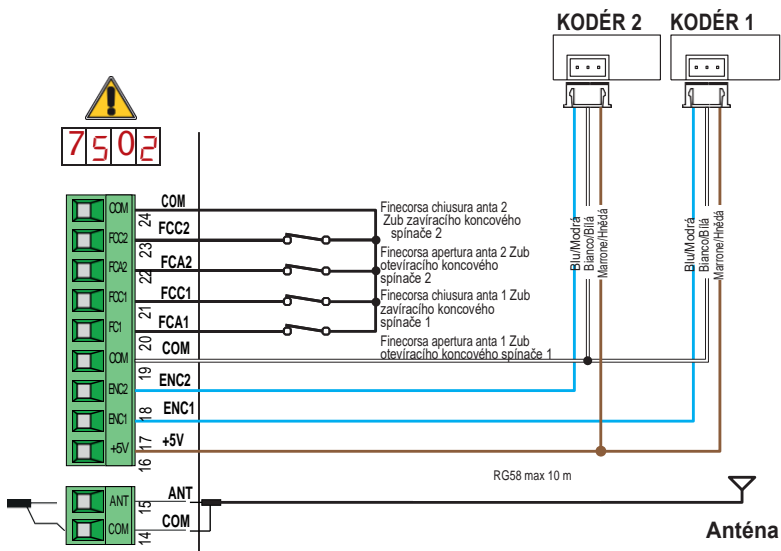 KODÉR 2
KODÉR 1
7502
COM
24
COM
Finecorsa chiusura anta 2
Zub zavíracího koncového
spínače 2
FCC2
23
FCC2
Finecorsa apertura anta 2 Zub
otevíracího koncového
spínače 2
FCA2
22
FCA2
Finecorsa chiusura anta 1 Zub
zavíracího koncového
spínače 1
FCC1
21
FCC1
FC1
20
FCA1
Finecorsa apertura anta 1 Zub
otevíracího koncového spínače 1
COM
19
COM
ENC2
18
ENC2
ENC1
17
ENC1
+5V
16
+5V
Blu/Modrá
Bianco/Bílá
Marrone/Hnědá
Blu/Modrá
Bianco/Bílá
Marrone/Hnědá
RG58 max 10 m
ANT
15
ANT
COM
14
COM
Anténa